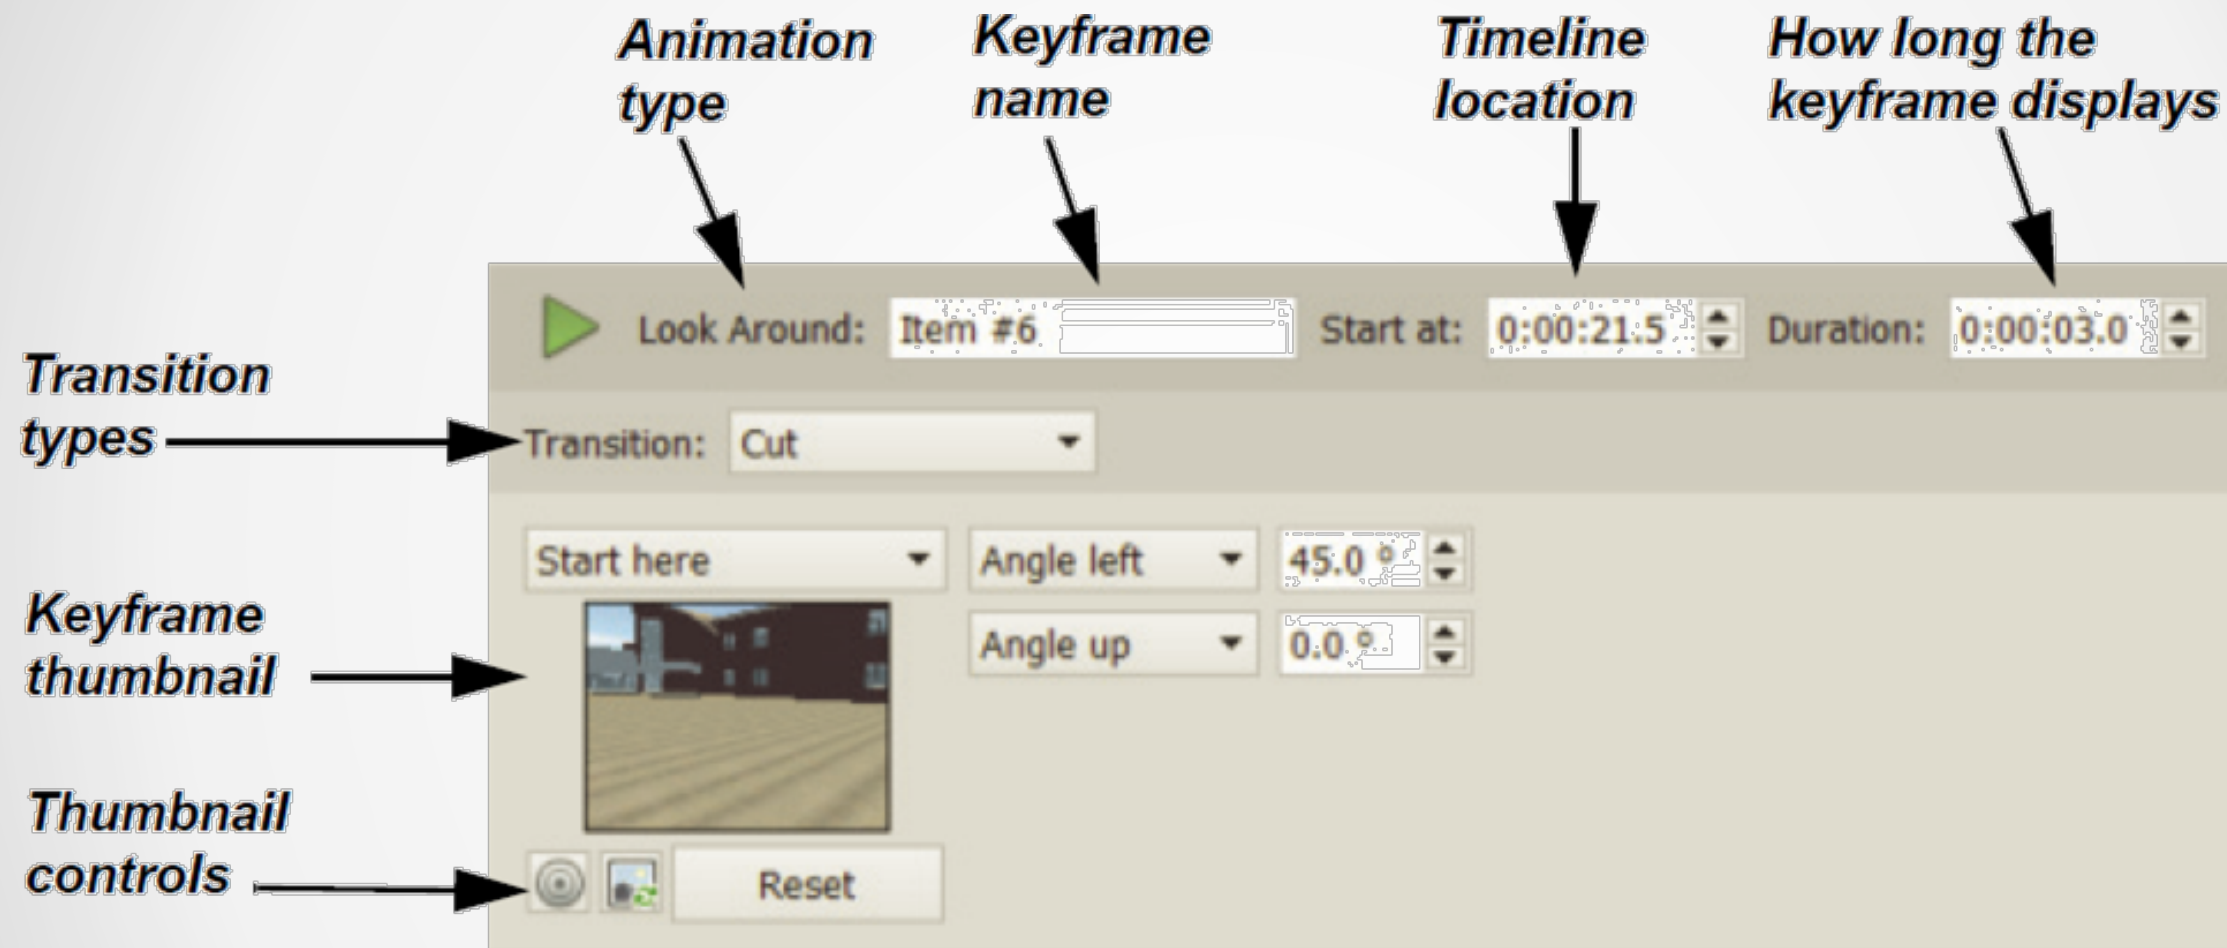 Animation
type
Keyframe
name
Timeline
location
How long the
keyframe displays
Look Around: Item #6 Start at: 0:00:21.5 Duration: 0:00:03.0
Transition
types
Transition: Cut
Start here Angle left 45.0 º
Keyframe
thumbnail
Angle up 0.0 º
Thumbnail
controls
Reset